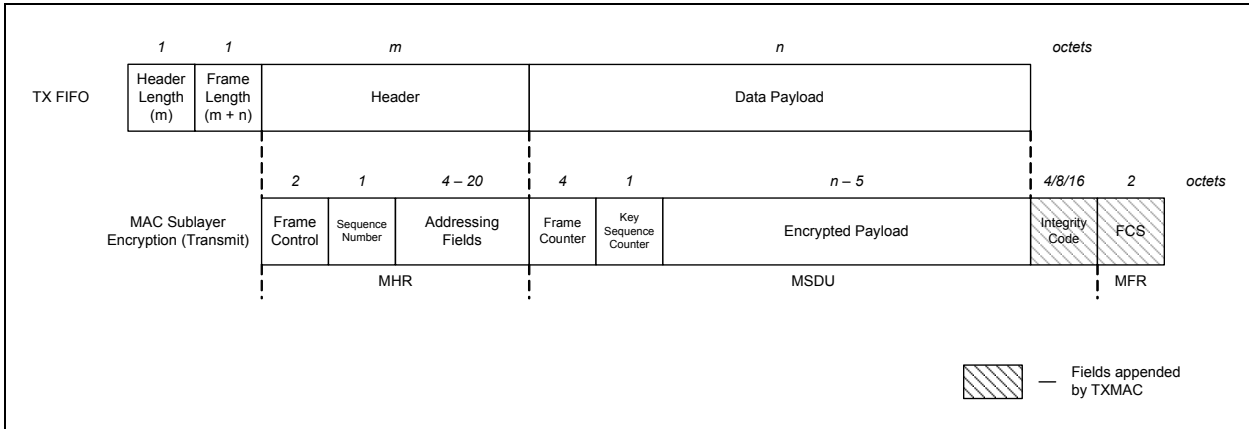 1 1 m n octets
TX FIFO
Header
Length
(m)
Frame
Length
(m + n)
Header
Data Payload
2 1 4 – 20 4 1 n – 5 4/8/16 2 octets
MAC Sublayer
Encryption (Transmit)
Frame
Control
Sequence
Number
Addressing
Fields
Frame
Counter
Key
Sequence
Counter
Encrypted Payload
Integrity
Code
FCS
MHR MSDU MFR
— Fields appended
by TXMAC